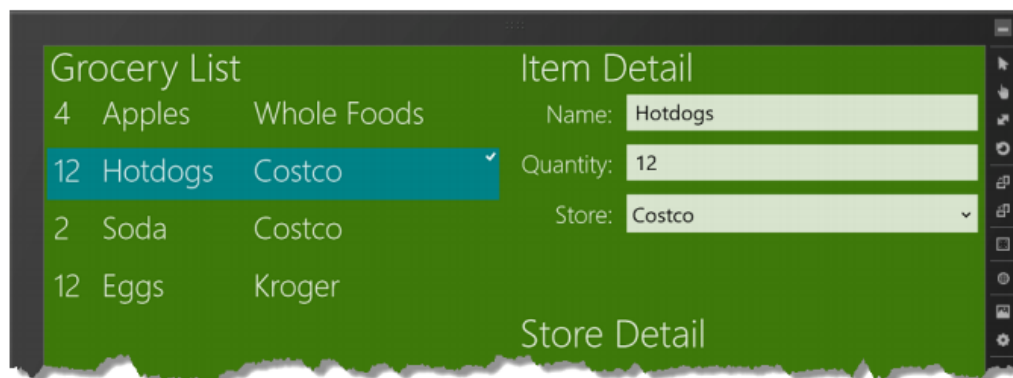 Grocery List
4 Apples Whole Foods
12 Hotdogs Costco
2 Soda Costco
12 Eggs Kroger
Item Detail
Name: Hotdogs
Quantity: 12
Store: Costco
Store Detail